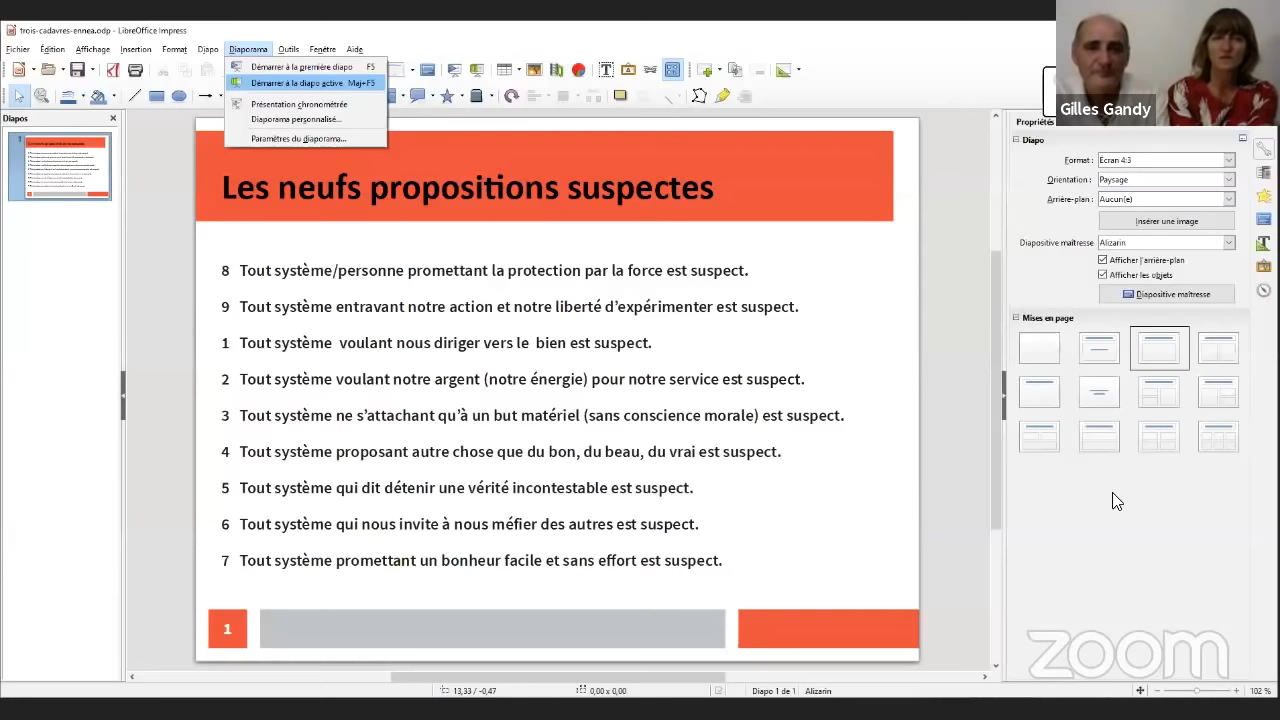 trois-cadavres-ennea.odp - LibreOffice Impress
Fichier Édition Affichage Insertion Format Diapo Diaporama Outils Fenêtre Aide
Démarrer à la première diapo F5
Démarrer à la diapo active Maj+F5
Présentation chronométrée
Diaporama personnalisé...
Paramètres du diaporama...
Gilles Gandy
Diapos
1
Les neufs propositions suspectes
8 Tout système/personne promettant la protection par la force est suspect.
9 Tout système entravant notre action et notre liberté d’expérimenter est suspect.
1 Tout système voulant nous diriger vers le bien est suspect.
2 Tout système voulant notre argent (notre énergie) pour notre service est suspect.
3 Tout système ne s’attachant qu’à un but matériel (sans conscience morale) est suspect.
4 Tout système proposant autre chose que du bon, du beau, du vrai est suspect.
5 Tout système qui dit détenir une vérité incontestable est suspect.
6 Tout système qui nous invite à nous méfier des autres est suspect.
7 Tout système promettant un bonheur facile et sans effort est suspect.
1
Propriétés
Diapo
Format : Écran 4:3
Orientation : Paysage
Arrière-plan : Aucun(e)
Insérer une image
Diapositive maîtresse Alizarin
Afficher l'arrière-plan
Afficher les objets
Diapositive maîtresse
Mises en page
zoom
13,33 / -0,47 0,00 x 0,00 Diapo 1 de 1 Alizarin 102 %